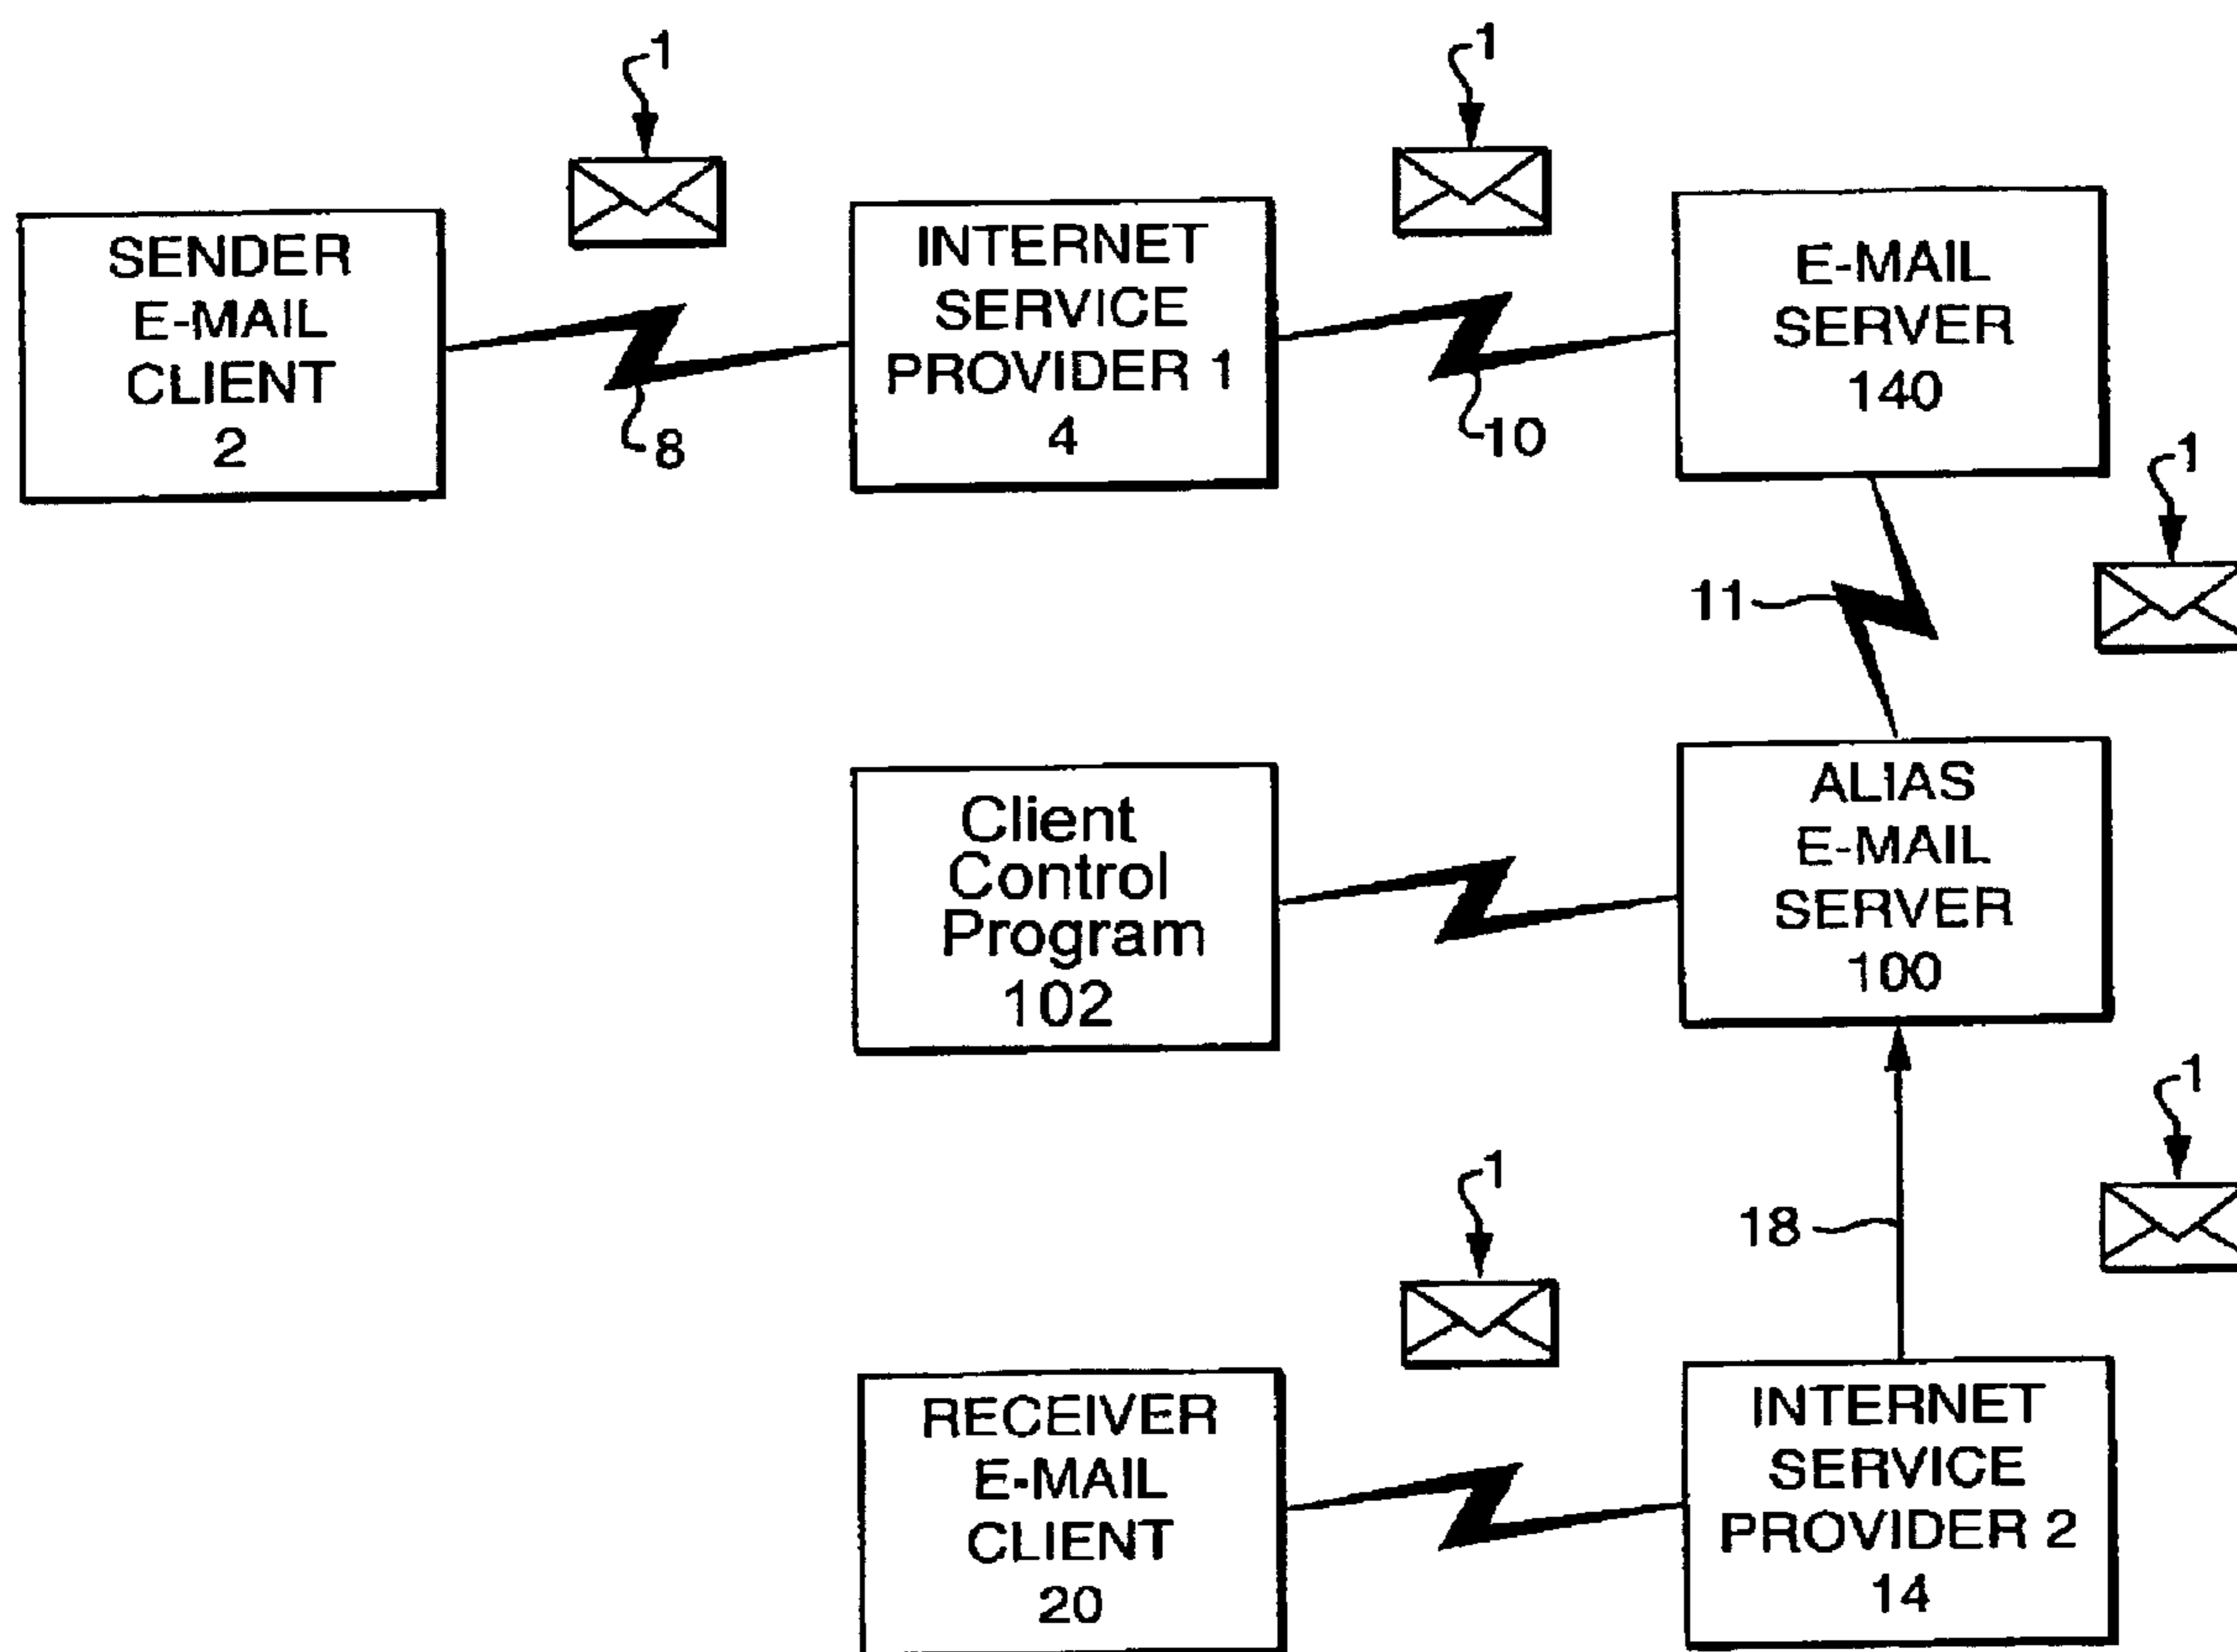 1
1
SENDER
E-MAIL
CLIENT
2
8
INTERNET
SERVICE
PROVIDER 1
4
10
E-MAIL
SERVER
140
1
11
Client
Control
Program
102
ALIAS
E-MAIL
SERVER
100
1
1
18
RECEIVER
E-MAIL
CLIENT
20
INTERNET
SERVICE
PROVIDER 2
14